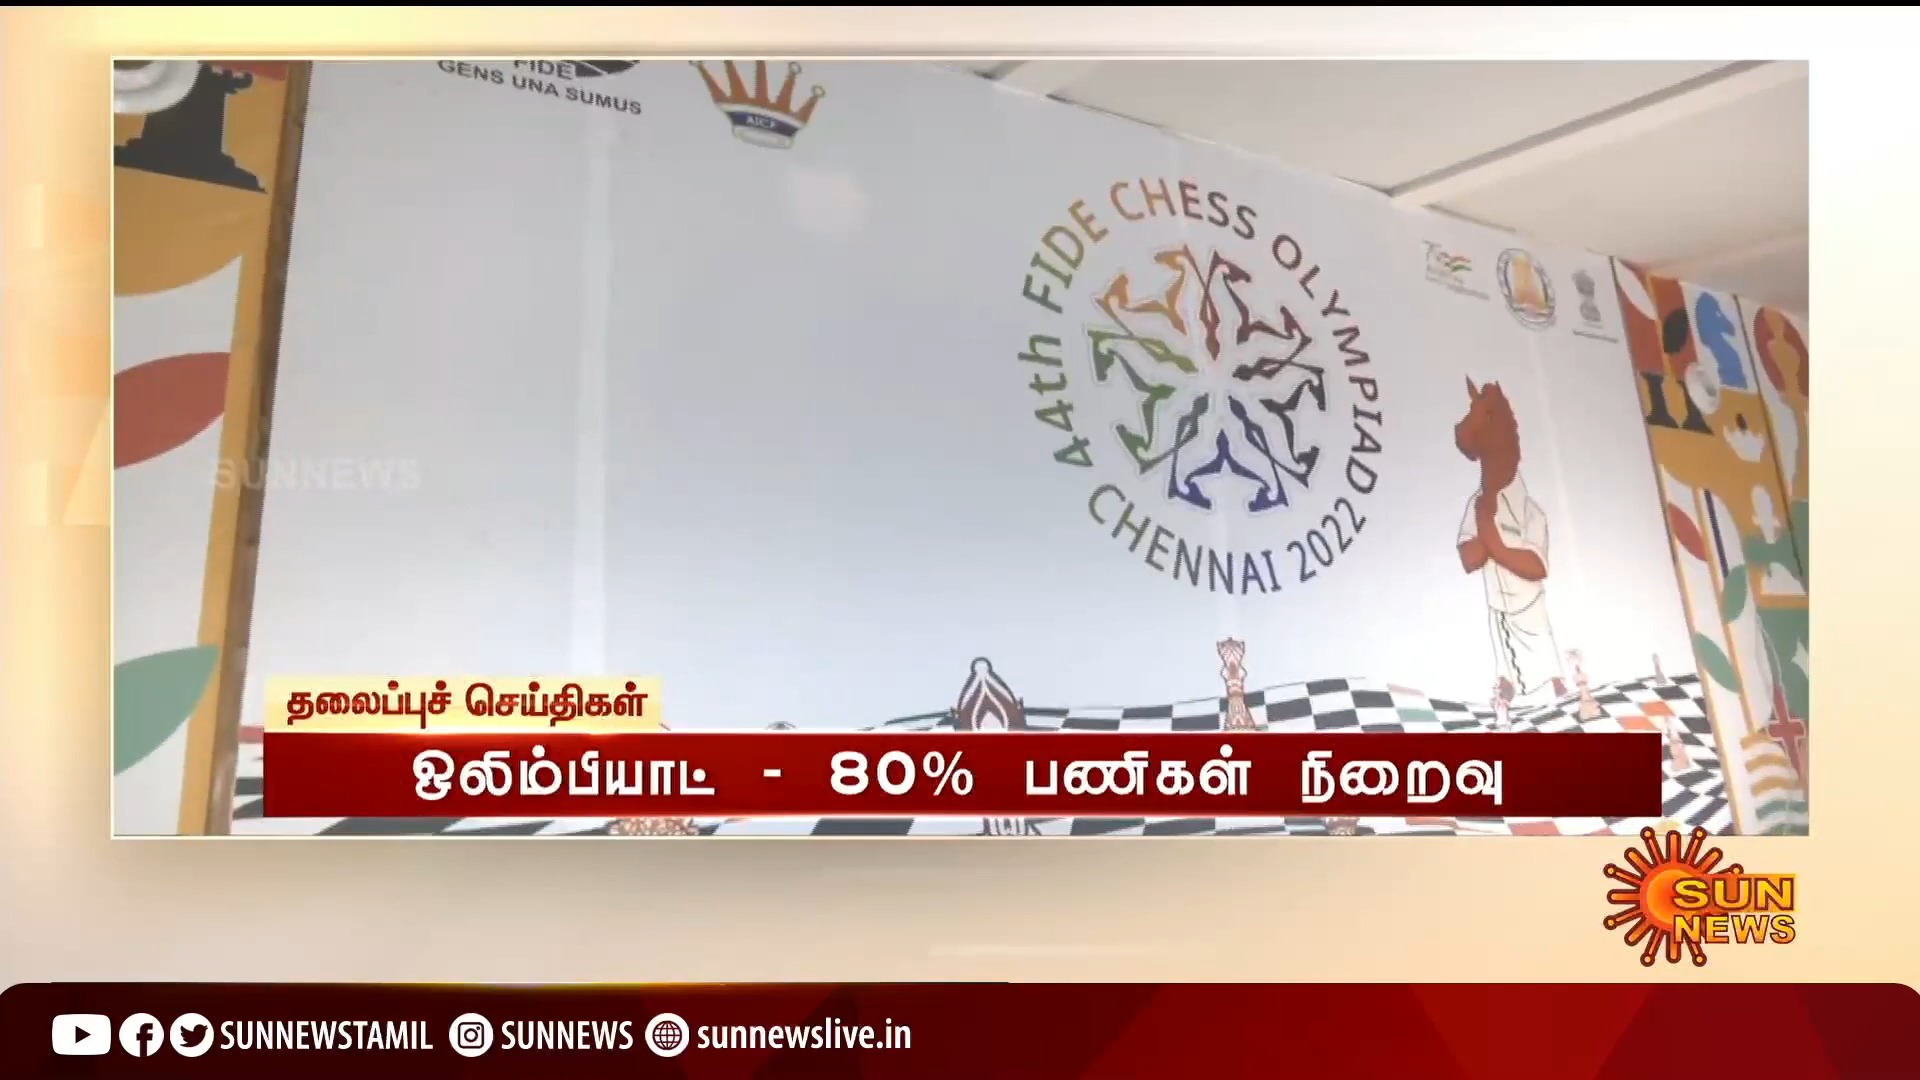 FIDE
GENS UNA SUMUS
AICF
44th FIDE CHESS OLYMPIAD
CHENNAI 2022
SUNNEWS
தலைப்புச் செய்திகள்
ஒலிம்பியாட் - 80% பணிகள் நிறைவு
SUN
NEWS
SUNNEWSTAMIL SUNNEWS sunnewslive.in